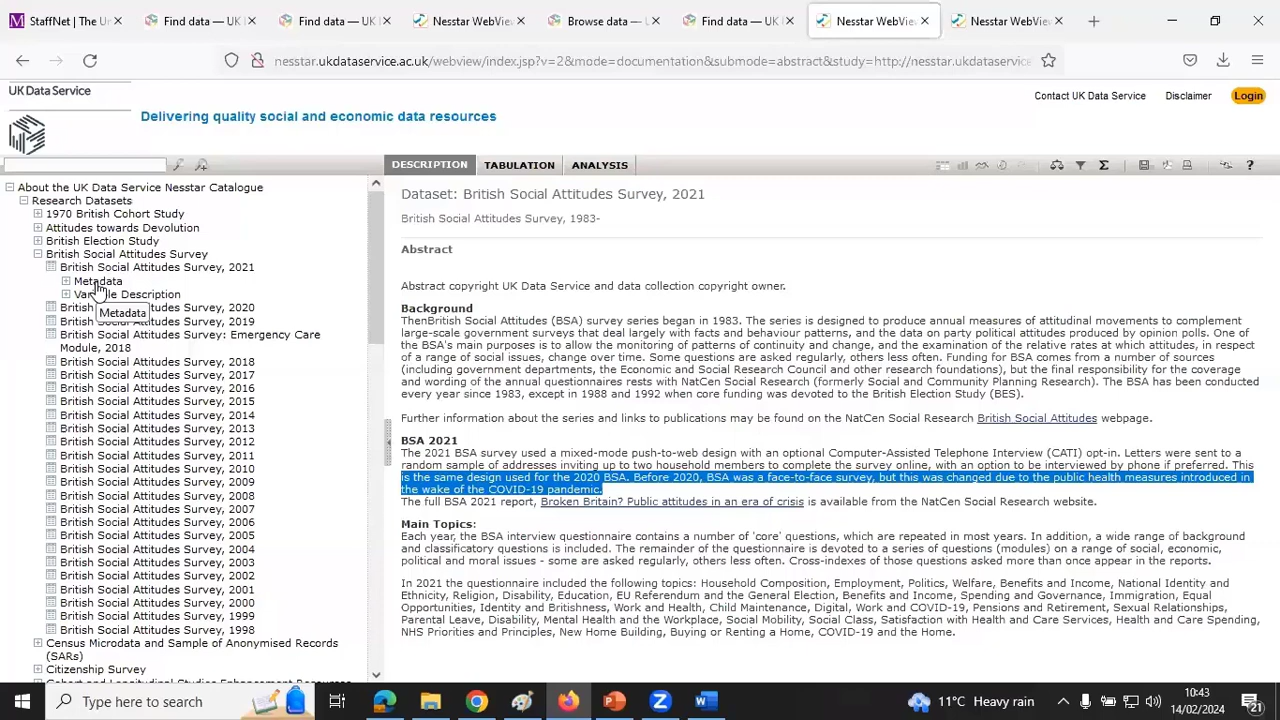 StaffNet | The Un
Find data — UK
Find data — UK
Nesstar WebView
Browse data —
Find data — UK
Nesstar WebView
Nesstar WebView
nesstar.ukdataservice.ac.uk/webview/index.jsp?v=2&mode=documentation&submode=abstract&study=http://nesstar.ukdataservice
UK Data Service
Contact UK Data Service Disclaimer Login
Delivering quality social and economic data resources
DESCRIPTION TABULATION ANALYSIS
About the UK Data Service Nesstar Catalogue
Research Datasets
1970 British Cohort Study
Attitudes towards Devolution
British Election Study
British Social Attitudes Survey
British Social Attitudes Survey, 2021
Metadata
Description
Metadata
British Social Attitudes Survey, 2020
British Social Attitudes Survey, 2019
British Social Attitudes Survey: Emergency Care
Module, 2018
British Social Attitudes Survey, 2018
British Social Attitudes Survey, 2017
British Social Attitudes Survey, 2016
British Social Attitudes Survey, 2015
British Social Attitudes Survey, 2014
British Social Attitudes Survey, 2013
British Social Attitudes Survey, 2012
British Social Attitudes Survey, 2011
British Social Attitudes Survey, 2010
British Social Attitudes Survey, 2009
British Social Attitudes Survey, 2008
British Social Attitudes Survey, 2007
British Social Attitudes Survey, 2006
British Social Attitudes Survey, 2005
British Social Attitudes Survey, 2004
British Social Attitudes Survey, 2003
British Social Attitudes Survey, 2002
British Social Attitudes Survey, 2001
British Social Attitudes Survey, 2000
British Social Attitudes Survey, 1999
British Social Attitudes Survey, 1998
Census Microdata and Sample of Anonymised Records
(SARs)
Citizenship Survey
Cohort and Longitudinal Studies Enhancement Resources
Dataset: British Social Attitudes Survey, 2021
British Social Attitudes Survey, 1983-
Abstract
Abstract copyright UK Data Service and data collection copyright owner.
Background
ThenBritish Social Attitudes (BSA) survey series began in 1983. The series is designed to produce annual measures of attitudinal movements to complement
large-scale government surveys that deal largely with facts and behaviour patterns, and the data on party political attitudes produced by opinion polls. One of
the BSA's main purposes is to allow the monitoring of patterns of continuity and change, and the examination of the relative rates at which attitudes, in respect
of a range of social issues, change over time. Some questions are asked regularly, others less often. Funding for BSA comes from a number of sources
(including government departments, the Economic and Social Research Council and other research foundations), but the final responsibility for the coverage
and wording of the annual questionnaires rests with NatCen Social Research (formerly Social and Community Planning Research). The BSA has been conducted
every year since 1983, except in 1988 and 1992 when core funding was devoted to the British Election Study (BES).
Further information about the series and links to publications may be found on the NatCen Social Research British Social Attitudes webpage.
BSA 2021
The 2021 BSA survey used a mixed-mode push-to-web design with an optional Computer-Assisted Telephone Interview (CATI) opt-in. Letters were sent to a
random sample of addresses inviting up to two household members to complete the survey online, with an option to be interviewed by phone if preferred. This
is the same design used for the 2020 BSA. Before 2020, BSA was a face-to-face survey, but this was changed due to the public health measures introduced in
the wake of the COVID-19 pandemic.
The full BSA 2021 report, Broken Britain? Public attitudes in an era of crisis is available from the NatCen Social Research website.
Main Topics:
Each year, the BSA interview questionnaire contains a number of 'core' questions, which are repeated in most years. In addition, a wide range of background
and classificatory questions is included. The remainder of the questionnaire is devoted to a series of questions (modules) on a range of social, economic,
political and moral issues - some are asked regularly, others less often. Cross-indexes of those questions asked more than once appear in the reports.
In 2021 the questionnaire included the following topics: Household Composition, Employment, Politics, Welfare, Benefits and Income, National Identity and
Ethnicity, Religion, Disability, Education, EU Referendum and the General Election, Benefits and Income, Spending and Governance, Immigration, Equal
Opportunities, Identity and Britishness, Work and Health, Child Maintenance, Digital, Work and COVID-19, Pensions and Retirement, Sexual Relationships,
Parental Leave, Disability, Mental Health and the Workplace, Social Mobility, Social Class, Satisfaction with Health and Care Services, Health and Care Spending,
NHS Priorities and Principles, New Home Building, Buying or Renting a Home, COVID-19 and the Home.
Type here to search
11°C Heavy rain
10:43
14/02/2024
21